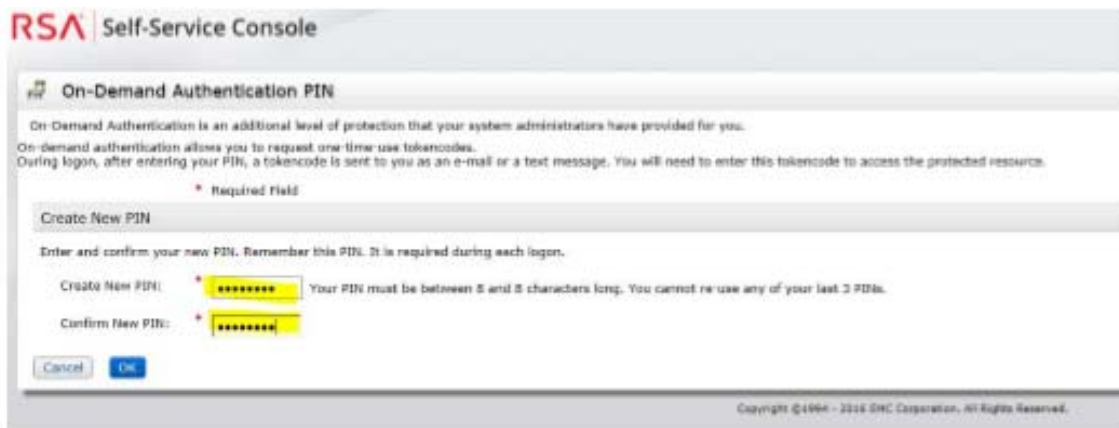 RSA Self-Service Console
On-Demand Authentication PIN
On-Demand Authentication is an additional level of protection that your system administrators have provided for you.
On-demand authentication allows you to request one-time-use tokencodes.
During logon, after entering your PIN, a tokencode is sent to you as an e-mail or a text message. You will need to enter this tokencode to access the protected resource.
* Required Field
Create New PIN
Enter and confirm your new PIN. Remember this PIN. It is required during each logon.
Create New PIN: * •••••••• Your PIN must be between 8 and 8 characters long. You cannot re-use any of your last 3 PINs.
Confirm New PIN: * ••••••••
Cancel OK
Copyright ©1994 - 2016 EMC Corporation. All Rights Reserved.